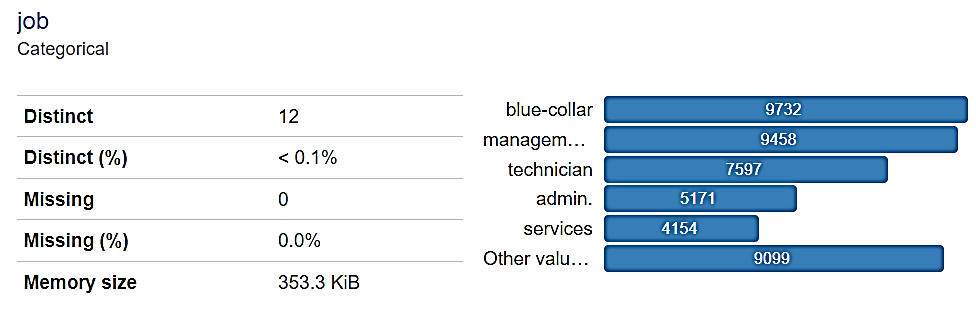 job
Categorical
Distinct 12
Distinct (%) < 0.1%
Missing 0
Missing (%) 0.0%
Memory size 353.3 KiB
blue-collar 9732
managem… 9458
technician 7597
admin. 5171
services 4154
Other valu… 9099